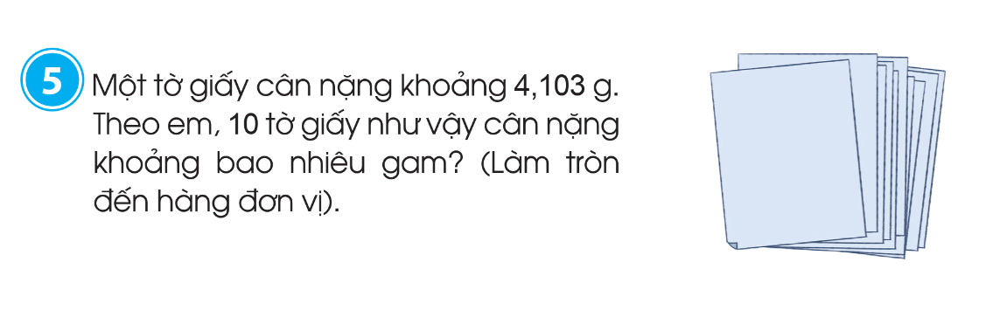 5 Một tờ giấy cân nặng khoảng 4,103 g.
Theo em, 10 tờ giấy như vậy cân nặng
khoảng bao nhiêu gam? (Làm tròn
đến hàng đơn vị).